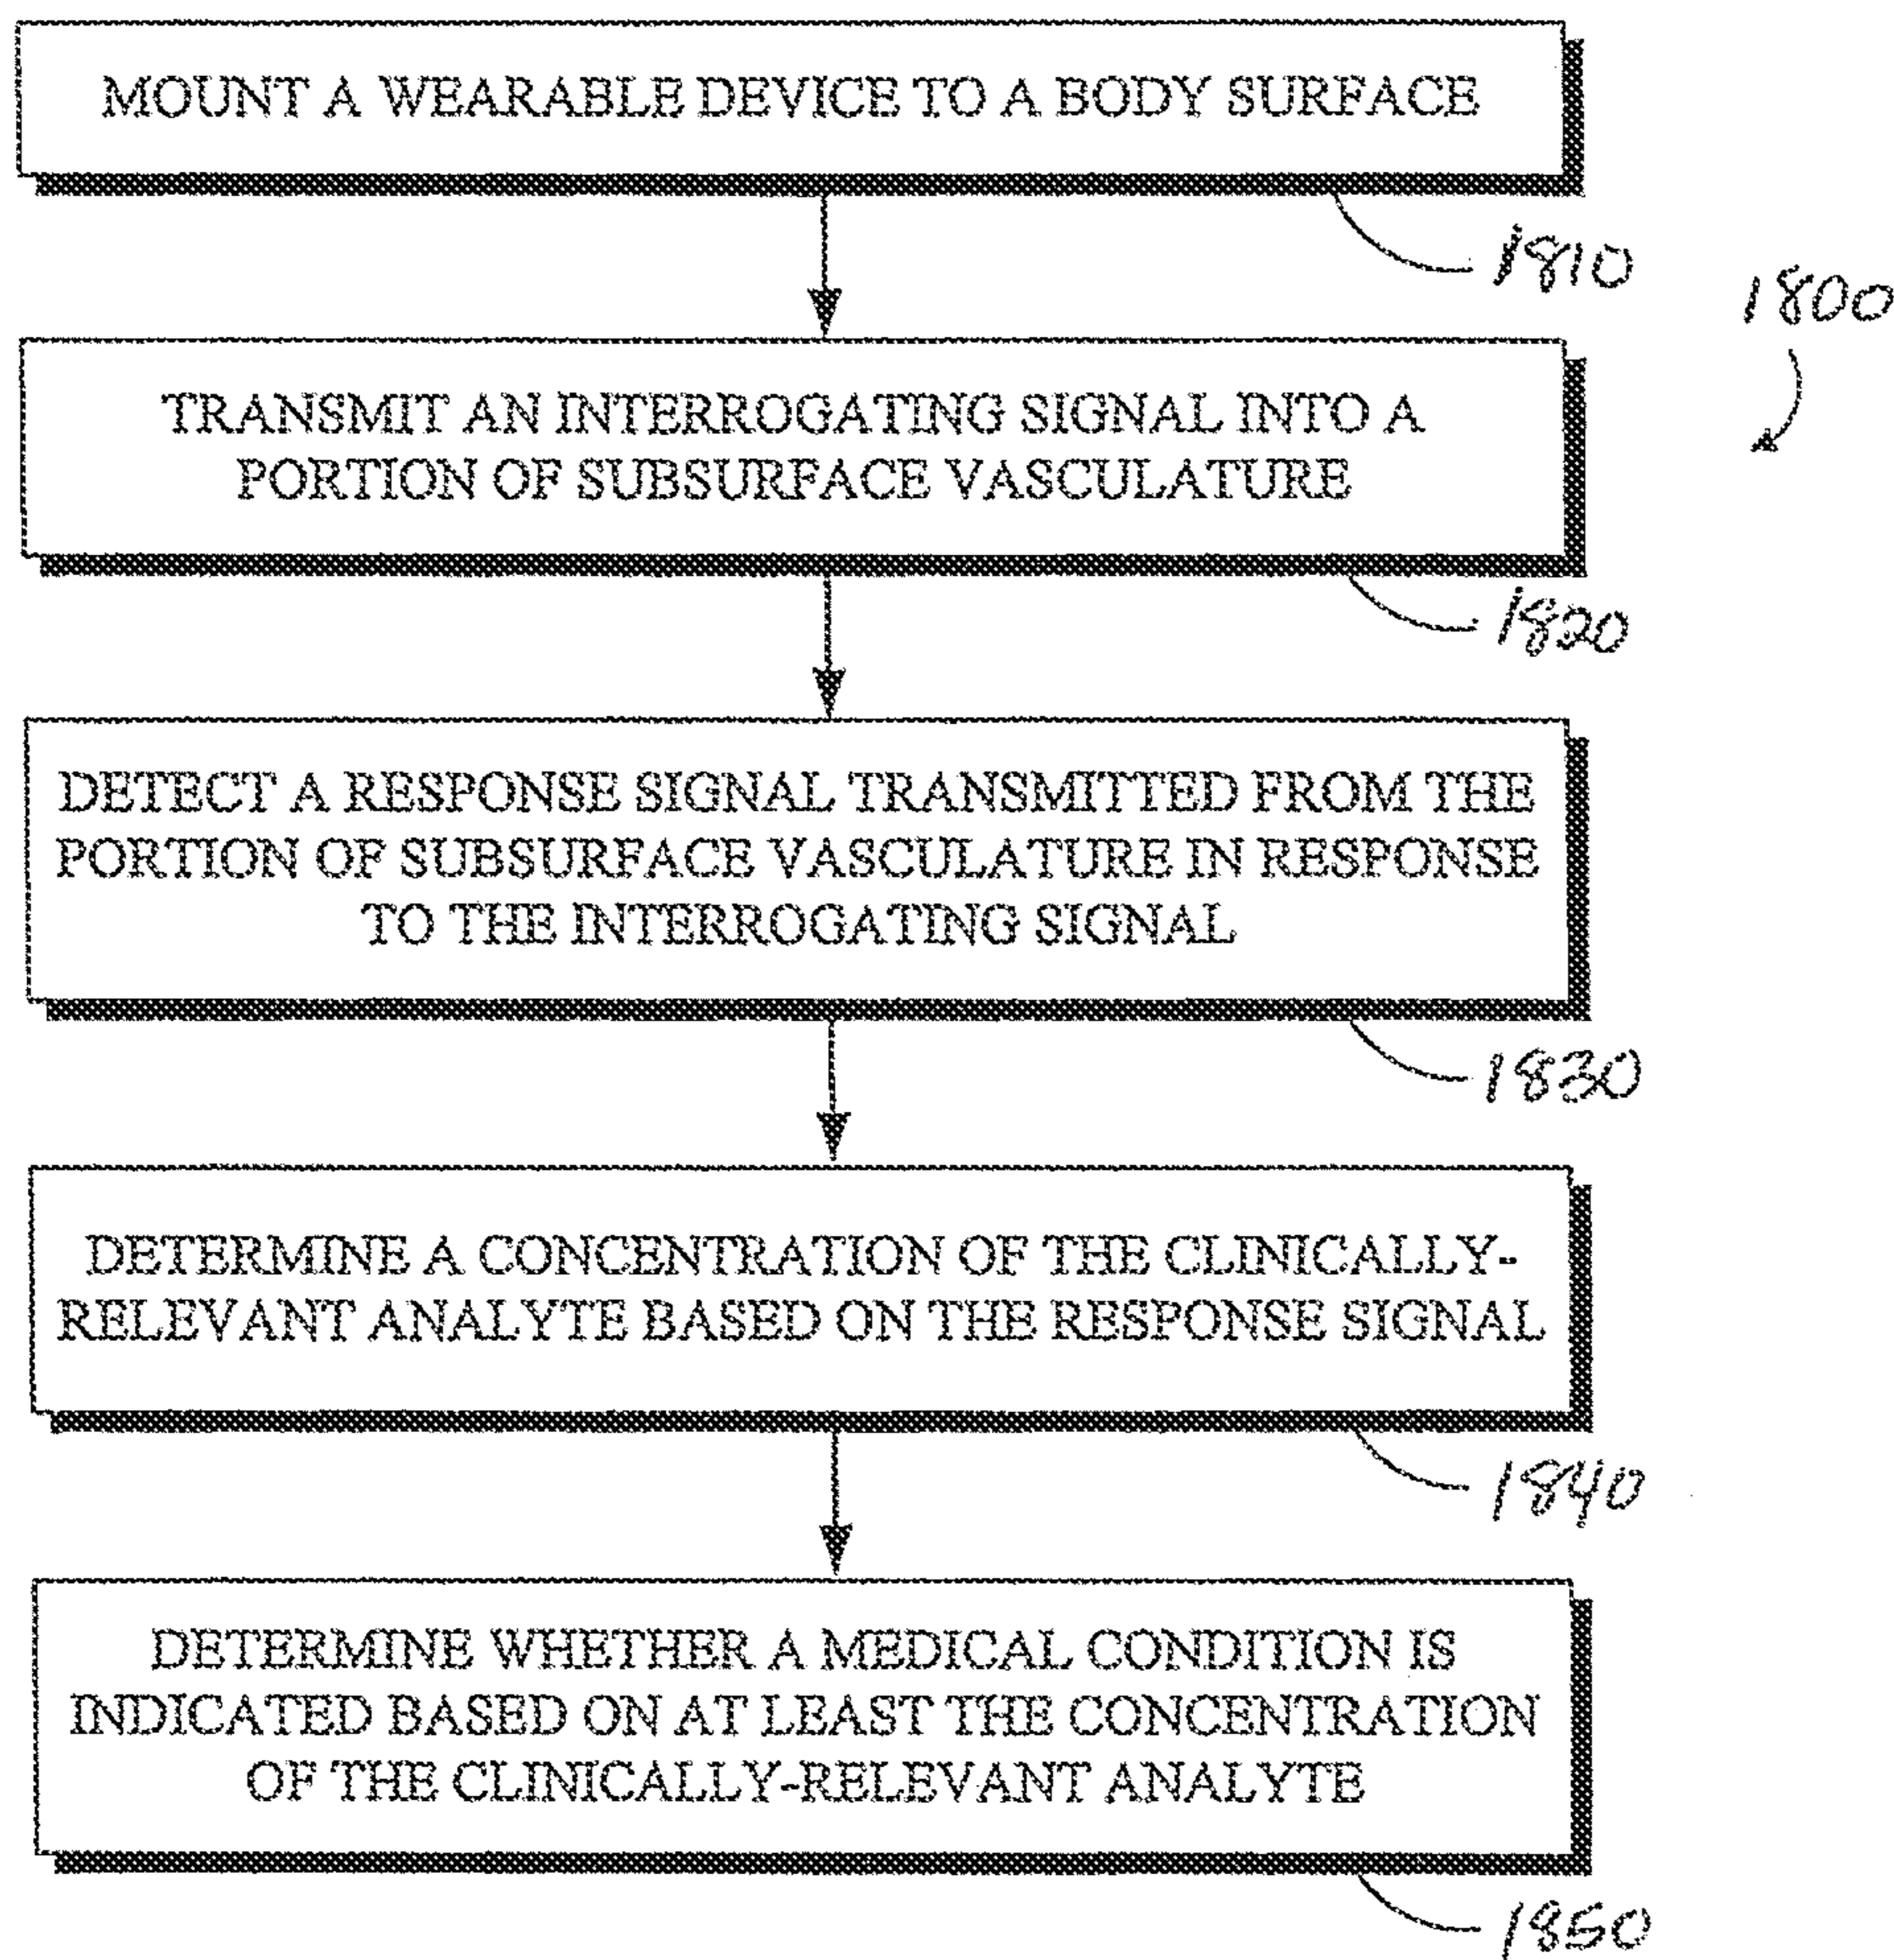 MOUNT A WEARABLE DEVICE TO A BODY SURFACE
1810
1800
TRANSMIT AN INTERROGATING SIGNAL INTO A
PORTION OF SUBSURFACE VASCULATURE
1820
DETECT A RESPONSE SIGNAL TRANSMITTED FROM THE
PORTION OF SUBSURFACE VASCULATURE IN RESPONSE
TO THE INTERROGATING SIGNAL
1830
DETERMINE A CONCENTRATION OF THE CLINICALLY-
RELEVANT ANALYTE BASED ON THE RESPONSE SIGNAL
1840
DETERMINE WHETHER A MEDICAL CONDITION IS
INDICATED BASED ON AT LEAST THE CONCENTRATION
OF THE CLINICALLY-RELEVANT ANALYTE
1850